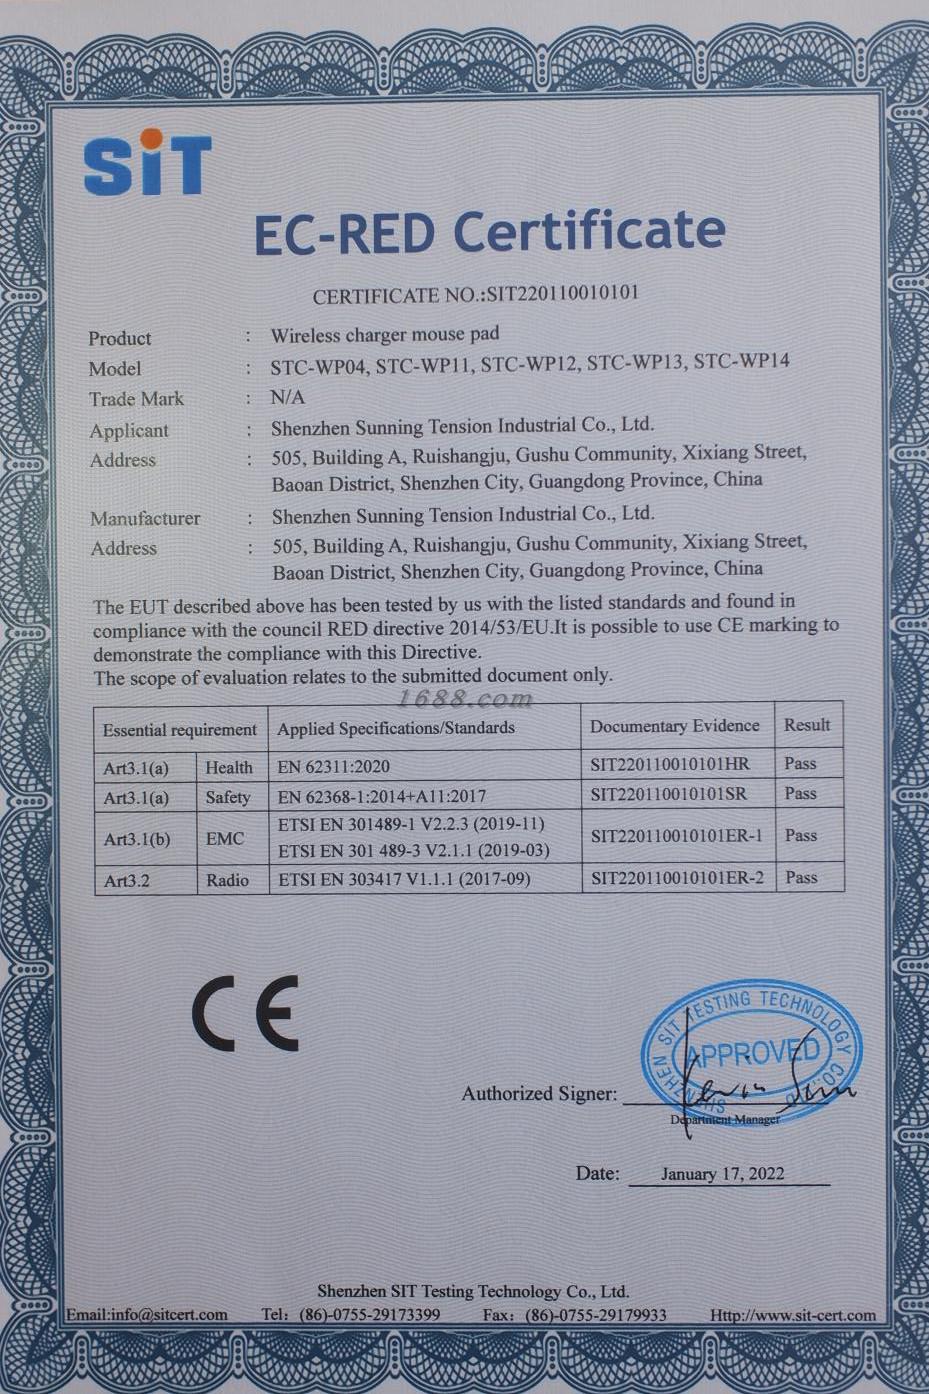 SiT
EC-RED Certificate
CERTIFICATE NO.:SIT220110010101
Product : Wireless charger mouse pad
Model : STC-WP04, STC-WP11, STC-WP12, STC-WP13, STC-WP14
Trade Mark : N/A
Applicant : Shenzhen Sunning Tension Industrial Co., Ltd.
Address : 505, Building A, Ruishangju, Gushu Community, Xixiang Street,
Baoan District, Shenzhen City, Guangdong Province, China
Manufacturer : Shenzhen Sunning Tension Industrial Co., Ltd.
Address : 505, Building A, Ruishangju, Gushu Community, Xixiang Street,
Baoan District, Shenzhen City, Guangdong Province, China
The EUT described above has been tested by us with the listed standards and found in
compliance with the council RED directive 2014/53/EU.It is possible to use CE marking to
demonstrate the compliance with this Directive.
The scope of evaluation relates to the submitted document only.
1688.com
Essential requirement Applied Specifications/Standards Documentary Evidence Result
Art3.1(a) Health EN 62311:2020 SIT220110010101HR Pass
Art3.1(a) Safety EN 62368-1:2014+A11:2017 SIT220110010101SR Pass
Art3.1(b) EMC ETSI EN 301489-1 V2.2.3 (2019-11)
ETSI EN 301 489-3 V2.1.1 (2019-03) SIT220110010101ER-1 Pass
Art3.2 Radio ETSI EN 303417 V1.1.1 (2017-09) SIT220110010101ER-2 Pass
CE
SHENZHEN SIT TESTING TECHNOLOGY CO.,LTD
APPROVED
Authorized Signer:
Department Manager
Date: January 17, 2022
Shenzhen SIT Testing Technology Co., Ltd.
Email:info@sitcert.com Tel: (86)-0755-29173399 Fax: (86)-0755-29179933 Http://www.sit-cert.com